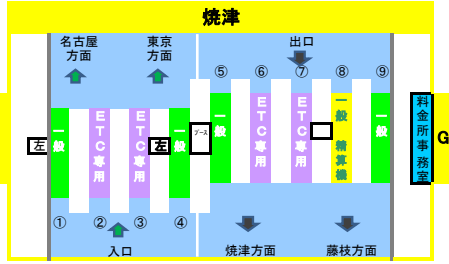 焼津
名古屋
方面
東京
方面
出口
⑤
⑥
⑦
⑧
⑨
一般
ETC専用
ETC専用
一般
ブース
一般
ETC専用
ETC専用
一般 精算機
一般
料金所事務室
G
左
左
①
②
③
④
入口
焼津方面
藤枝方面